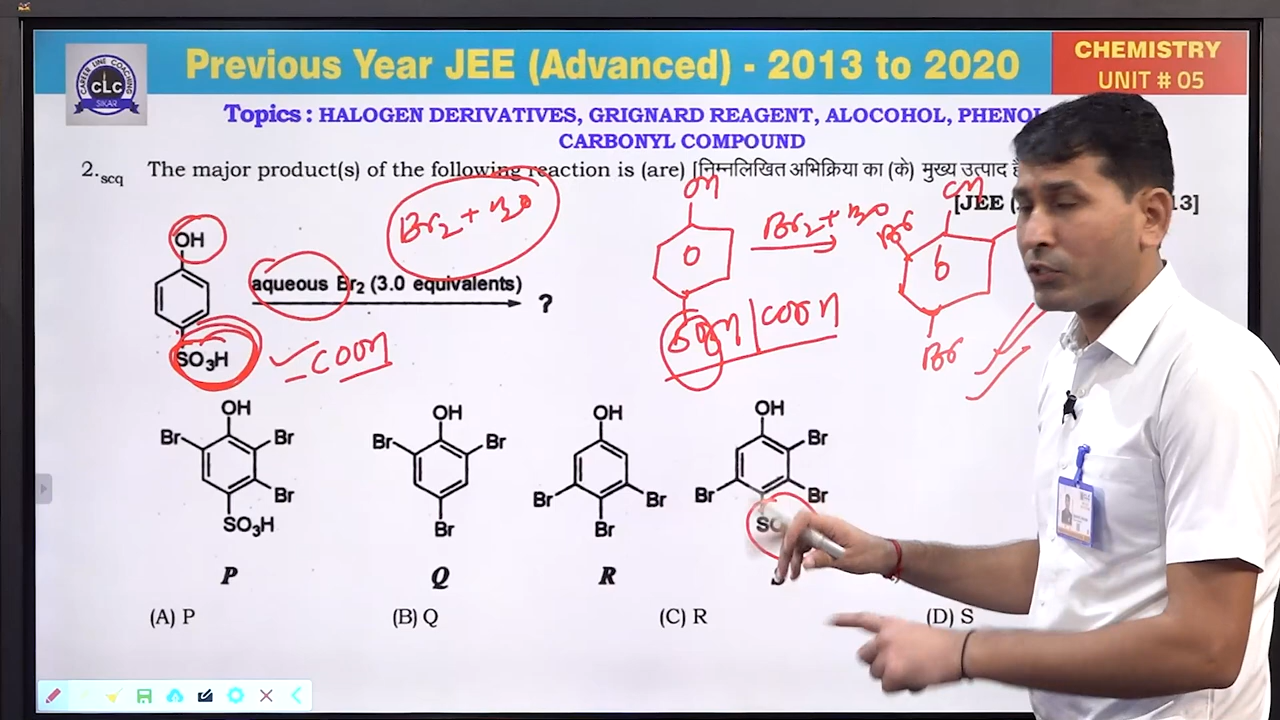 Previous Year JEE (Advanced) - 2013 to 2020
CHEMISTRY
UNIT # 05
CAREER LINE COACHING
CLC
SIKAR
Topics : HALOGEN DERIVATIVES, GRIGNARD REAGENT, ALOCOHOL, PHENOL
CARBONYL COMPOUND
2.scq The major product(s) of the following reaction is (are) [निम्नलिखित अभिक्रिया का (के) मुख्य उत्पाद
[JEE 13]
OH
aqueous Br2 (3.0 equivalents)
?
SO3H
Br2 + H2O
COOH
OH
Br2 + H2O
SO3H | COOH
OH
Br
Br
OH
Br Br
Br
SO3H
P
OH
Br Br
Br
Q
OH
Br Br
Br
R
OH
Br
Br Br
(A) P (B) Q (C) R (D) S